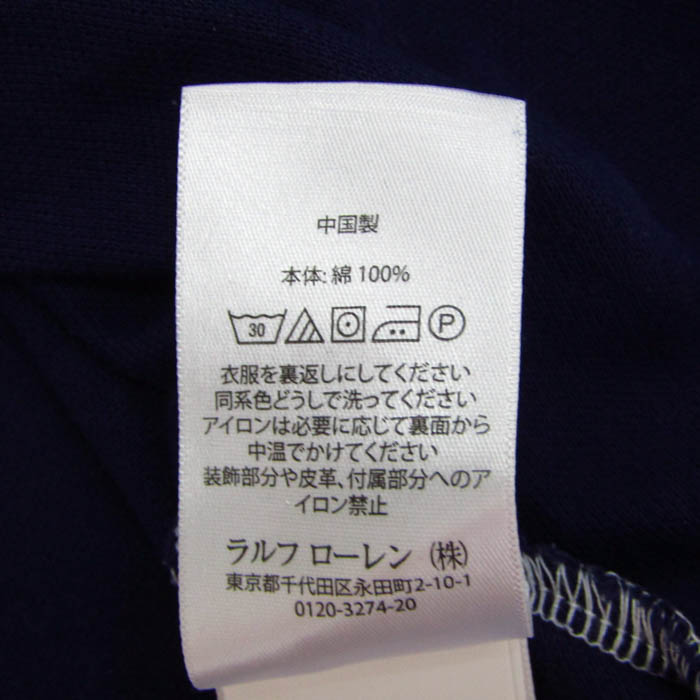 中国製
本体: 綿 100%
30 P
衣服を裏返しにしてください
同系色どうしで洗ってください
アイロンは必要に応じて裏面から
中温でかけてください
装飾部分や皮革、付属部分へのア
イロン禁止
ラルフ ローレン (株)
東京都千代田区永田町2-10-1
0120-3274-20